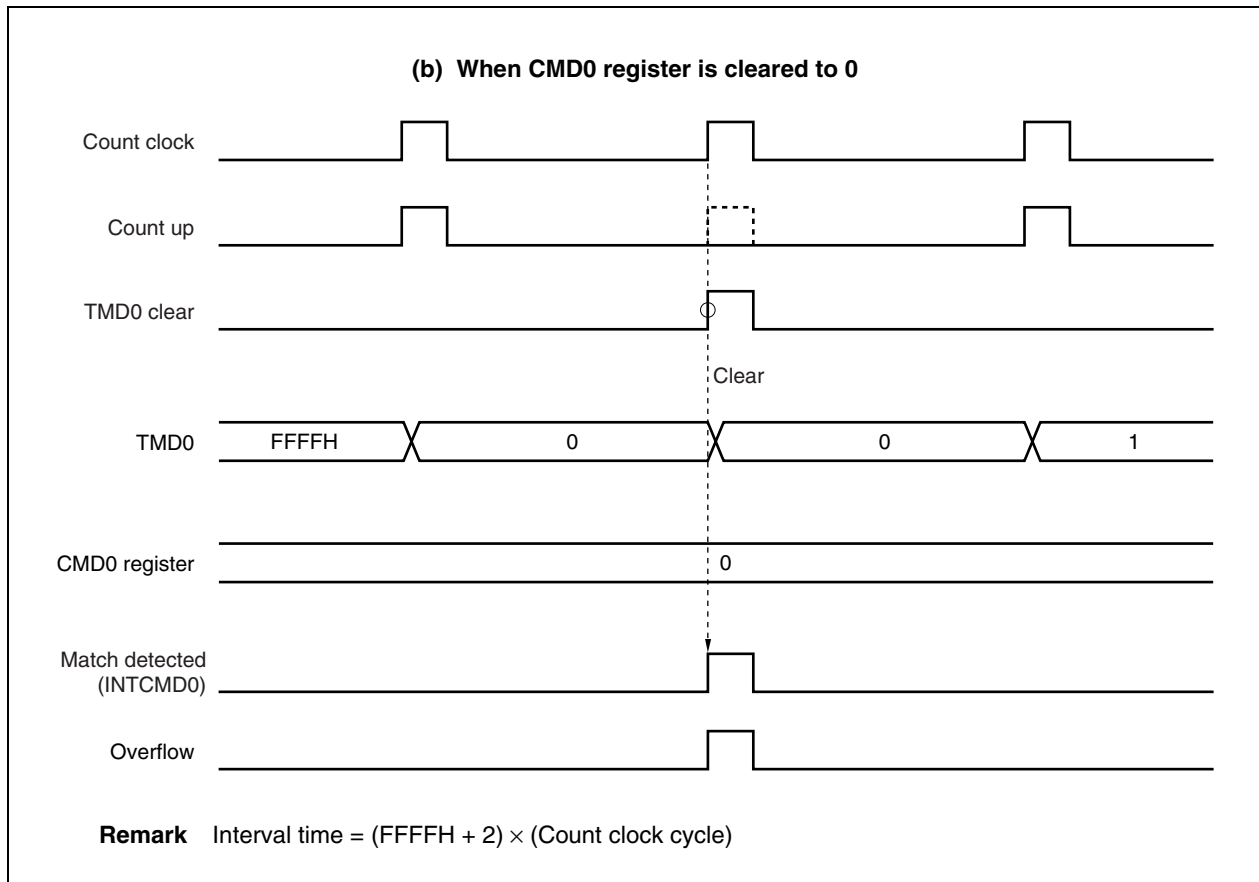 (b) When CMD0 register is cleared to 0
Count clock
Count up
TMD0 clear
Clear
TMD0
FFFFH
0
0
1
CMD0 register
0
Match detected
(INTCMD0)
Overflow
Remark Interval time = (FFFFH + 2) × (Count clock cycle)